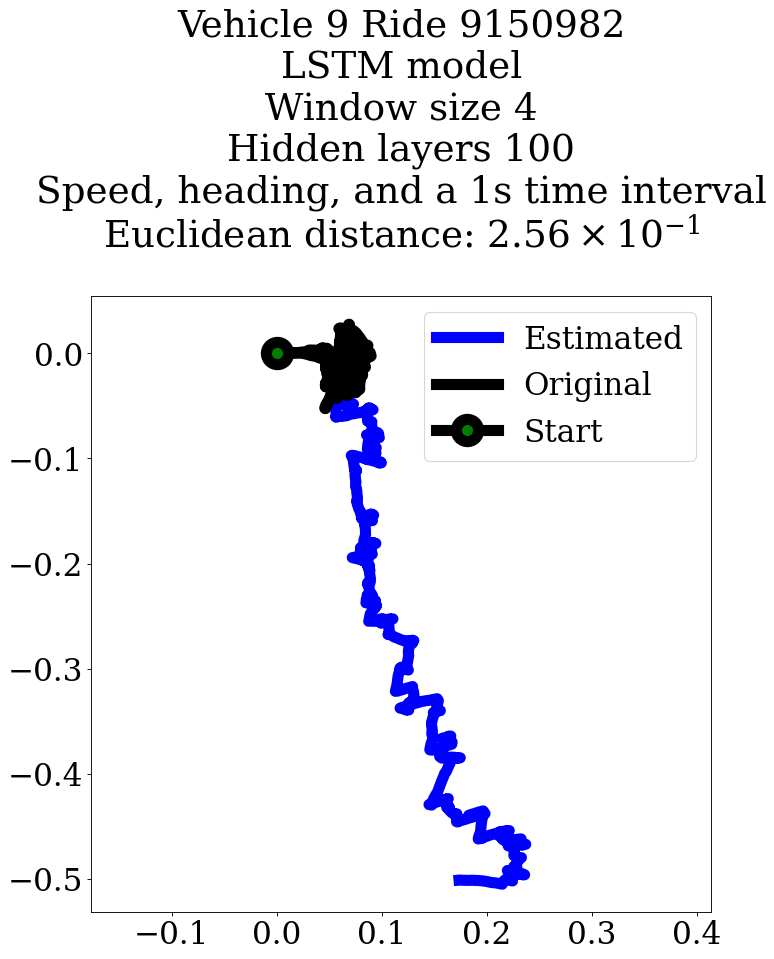 Vehicle 9 Ride 9150982
LSTM model
Window size 4
Hidden layers 100
Speed, heading, and a 1s time interval
Euclidean distance: 2.56 × 10⁻¹
Estimated
Original
Start
0.0
−0.1
−0.2
−0.3
−0.4
−0.5
−0.1 0.0 0.1 0.2 0.3 0.4